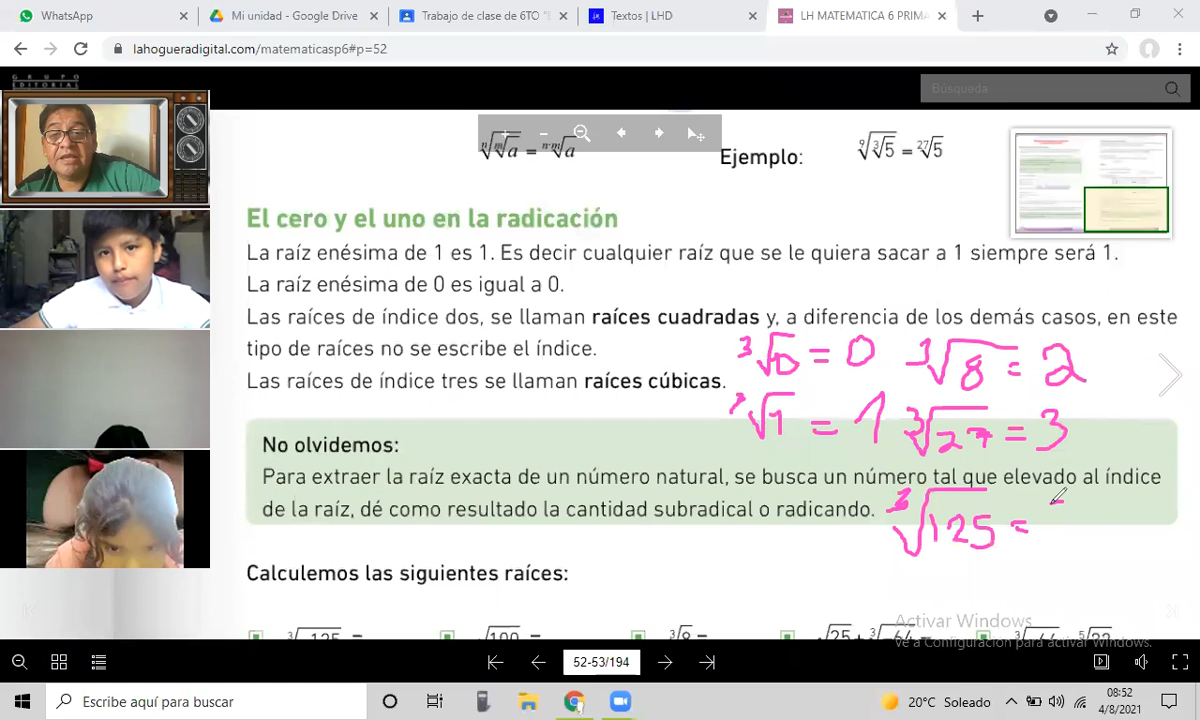 WhatsApp
Mi unidad - Google Drive
Trabajo de clase de 6TO "
Textos | LHD
LH MATEMATICA 6 PRIMA
lahogueradigital.com/matematicasp6#p=52
GRUPO
EDITORIAL
Búsqueda
ⁿ√ᵐ√a = ⁿ·ᵐ√a
Ejemplo:
⁹√³√5 = ²⁷√5
El cero y el uno en la radicación
La raíz enésima de 1 es 1. Es decir cualquier raíz que se le quiera sacar a 1 siempre será 1.
La raíz enésima de 0 es igual a 0.
Las raíces de índice dos, se llaman raíces cuadradas y, a diferencia de los demás casos, en este
tipo de raíces no se escribe el índice.
Las raíces de índice tres se llaman raíces cúbicas.
³√0 = 0 ³√8 = 2
³√1 = 1 ³√27 = 3
No olvidemos:
Para extraer la raíz exacta de un número natural, se busca un número tal que elevado al índice
de la raíz, dé como resultado la cantidad subradical o radicando.
³√125 =
Calculemos las siguientes raíces:
Activar Windows
Ve a Configuración para activar Windows.
52-53/194
Escribe aquí para buscar
20°C Soleado
08:52
4/8/2021